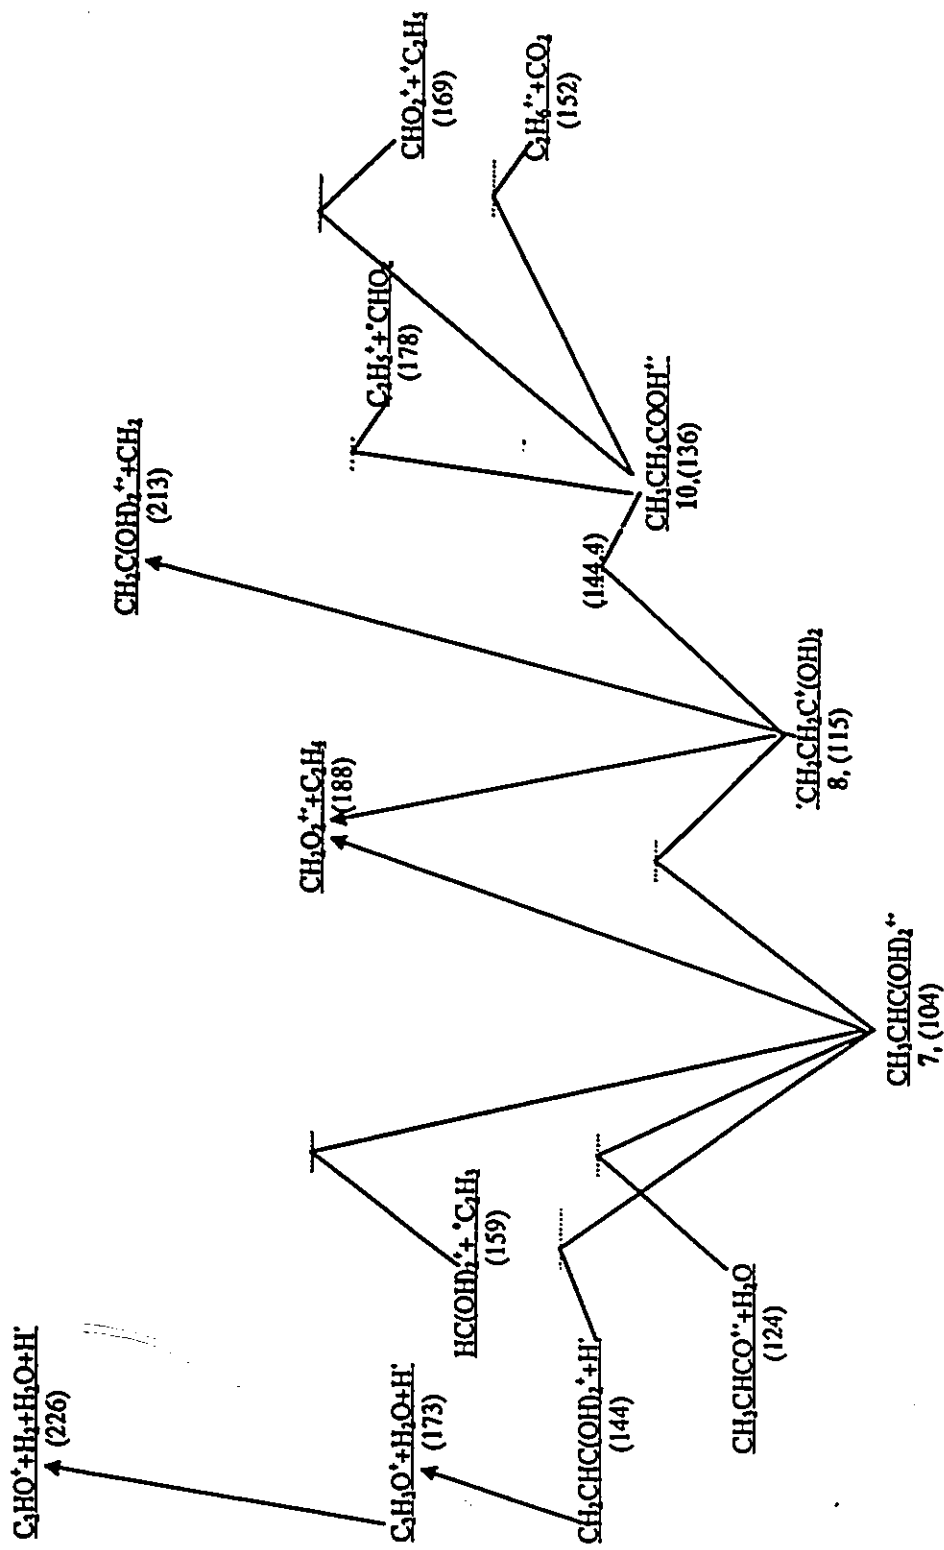 C₃HO⁺+H₂+H₂O+H˙
(226)
CH₂C(OH)₂⁺˙+CH₂
(213)
CH₂O₂⁺˙+C₂H₄
(188)
C₂H₅⁺+˙CHO₂
(178)
C₃H₃O⁺+H₂O+H˙
(173)
CHO₂⁺+˙C₂H₅
(169)
HC(OH)₂⁺+ ˙C₂H₃
(159)
C₂H₆⁺˙+CO₂
(152)
CH₂CHC(OH)₂⁺+H˙
(144)
(144.4)
CH₃CH₂COOH⁺˙
10,(136)
CH₃CHCO⁺˙+H₂O
(124)
˙CH₂CH₂C⁺(OH)₂
8, (115)
CH₃CHC(OH)₂⁺˙
7, (104)